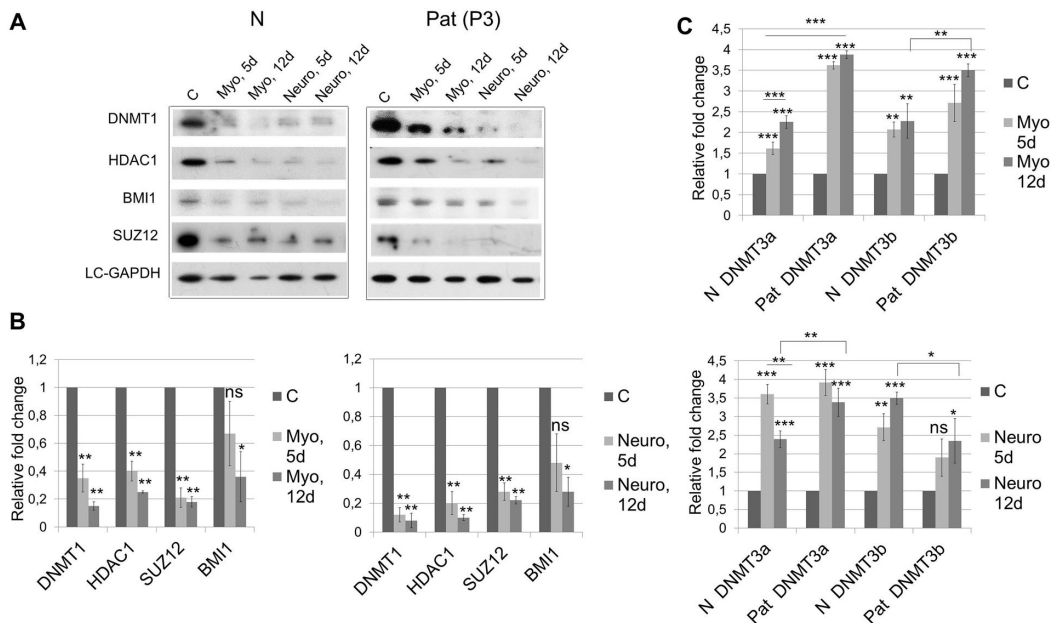 A
N
Pat (P3)
C
Myo, 5d
Myo, 12d
Neuro, 5d
Neuro, 12d
C
Myo, 5d
Myo, 12d
Neuro, 5d
Neuro, 12d
DNMT1
HDAC1
BMI1
SUZ12
LC-GAPDH
B
Relative fold change
1,2
1
0,8
0,6
0,4
0,2
0
**
**
**
**
**
**
ns
*
DNMT1
HDAC1
SUZ12
BMI1
C
Myo,
5d
Myo,
12d
1,2
1
0,8
0,6
0,4
0,2
0
**
**
**
**
**
**
ns
*
DNMT1
HDAC1
SUZ12
BMI1
C
Neuro,
5d
Neuro,
12d
C
Relative fold change
4,5
4
3,5
3
2,5
2
1,5
1
0,5
0
***
**
***
***
***
***
***
**
**
***
***
N DNMT3a
Pat DNMT3a
N DNMT3b
Pat DNMT3b
C
Myo
5d
Myo
12d
Relative fold change
4,5
4
3,5
3
2,5
2
1,5
1
0,5
0
**
*
**
***
***
***
***
**
***
ns
*
N DNMT3a
Pat DNMT3a
N DNMT3b
Pat DNMT3b
C
Neuro
5d
Neuro
12d